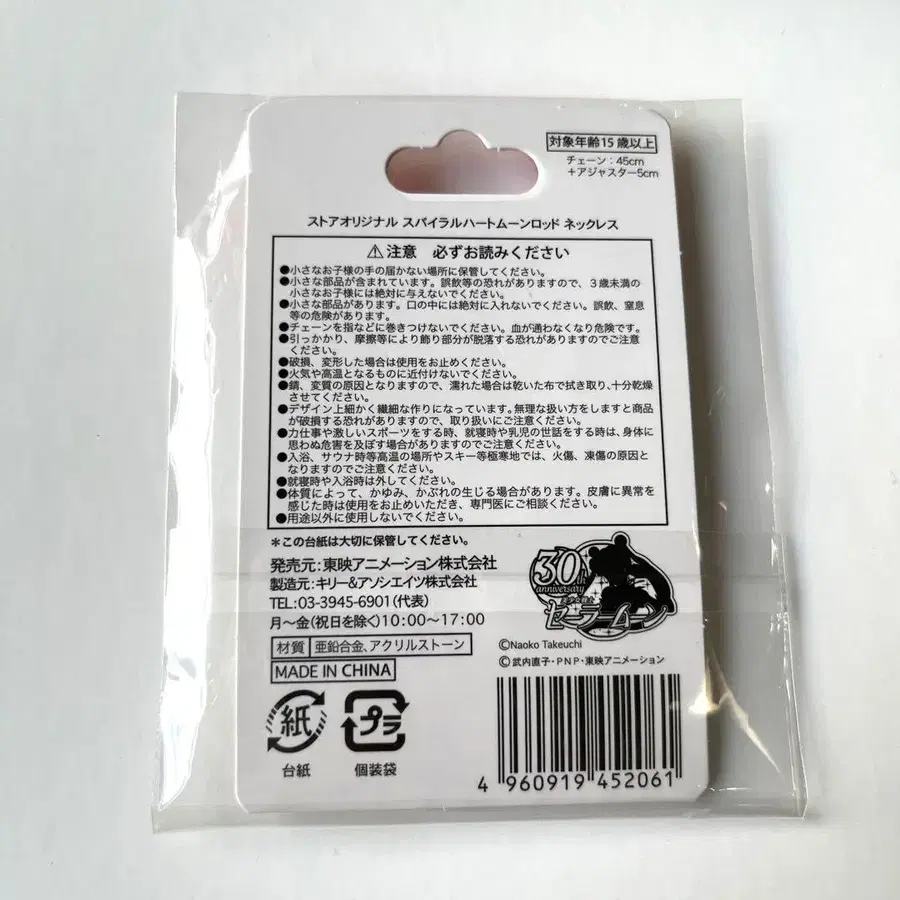 対象年齢15歳以上
チェーン：45cm
＋アジャスター5cm
ストアオリジナル スパイラルハートムーンロッド ネックレス
⚠注意 必ずお読みください
●小さなお子様の手の届かない場所に保管してください。
●小さな部品が含まれています。誤飲等の恐れがありますので、３歳未満の
小さなお子様には絶対に与えないでください。
●小さな部品があります。口の中には絶対に入れないでください。誤飲、窒息
等の危険があります。
●チェーンを指などに巻きつけないでください。血が通わなくなり危険です。
●引っかかり、摩擦等により飾り部分が脱落する恐れがありますのでご注意
ください。
●破損、変形した場合は使用をお止めください。
●火気や高温となるものに近付けないでください。
●錆、変質の原因となりますので、濡れた場合は乾いた布で拭き取り、十分乾燥
させてください。
●デザイン上細かく繊細な作りになっています。無理な扱い方をしますと商品
が破損する恐れがありますので、取り扱いにご注意ください。
●力仕事や激しいスポーツをする時、就寝時や乳児の世話をする時は、身体に
思わぬ危害を及ぼす場合がありますのでご注意ください。
●入浴、サウナ時等高温の場所やスキー等極寒地では、火傷、凍傷の原因と
なりますのでご注意ください。
●就寝時や入浴時は外してください。
●体質によって、かゆみ、かぶれの生じる場合があります。皮膚に異常を
感じた時は使用をお止めいただき、専門医にご相談ください。
●用途以外に使用しないでください。
＊この台紙は大切に保管してください。
発売元：東映アニメーション株式会社
製造元：キリー&アソシエイツ株式会社
TEL:03-3945-6901（代表）
月〜金（祝日を除く）10:00〜17:00
材質 亜鉛合金、アクリルストーン
MADE IN CHINA
30th
anniversary
美少女戦士
セーラームーン
©Naoko Takeuchi
© 武内直子・PNP・東映アニメーション
紙
台紙
プラ
個装袋
4 960919 452061